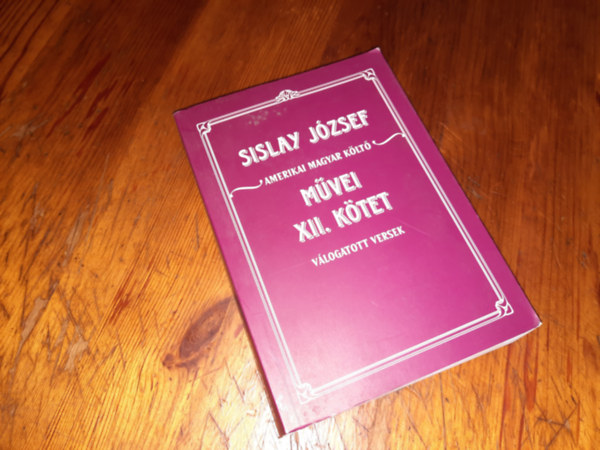 SISLAY JÓZSEF
AMERIKAI MAGYAR KÖLTŐ
MŰVEI
XII. KÖTET
VÁLOGATOTT VERSEK